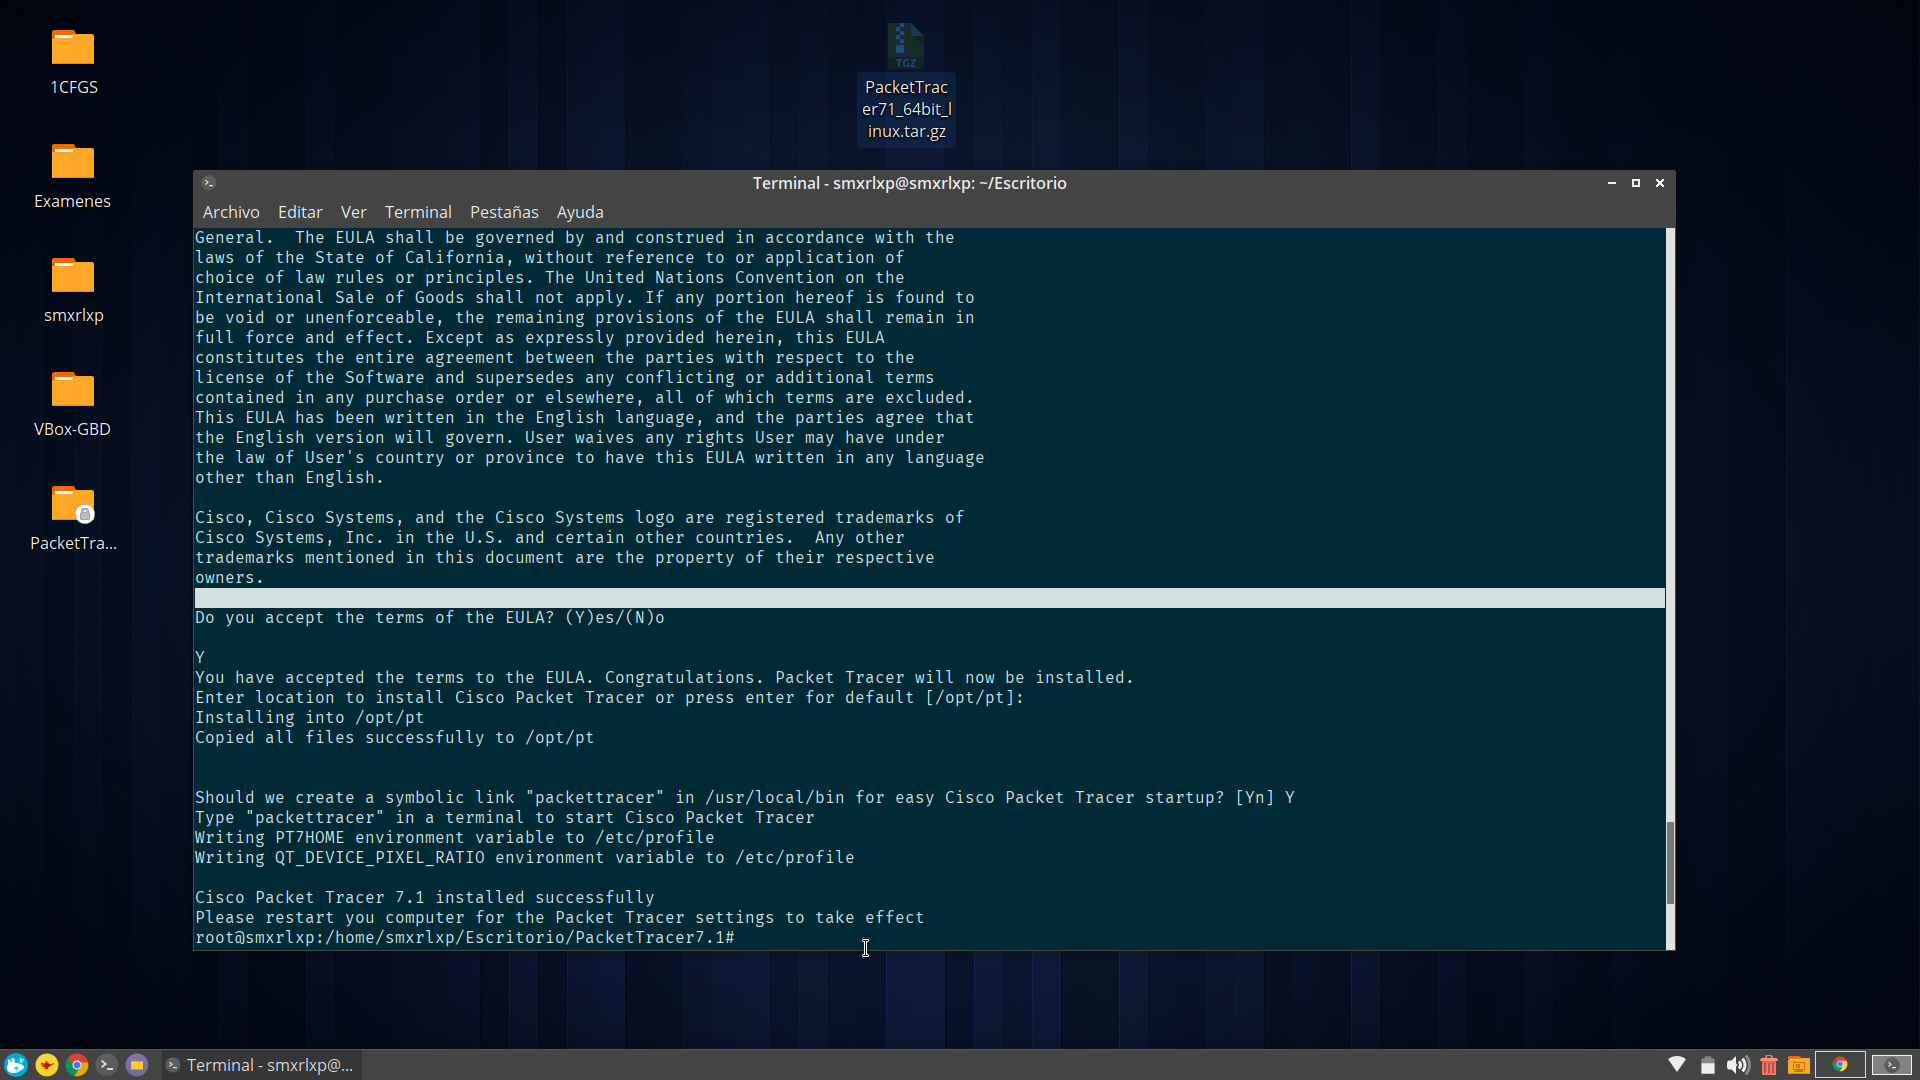 1CFGS
Examenes
smxrlxp
VBox-GBD
PacketTra...
TGZ
PacketTrac
er71_64bit_l
inux.tar.gz
Terminal - smxrlxp@smxrlxp: ~/Escritorio
Archivo Editar Ver Terminal Pestañas Ayuda
General.  The EULA shall be governed by and construed in accordance with the
laws of the State of California, without reference to or application of
choice of law rules or principles. The United Nations Convention on the
International Sale of Goods shall not apply. If any portion hereof is found to
be void or unenforceable, the remaining provisions of the EULA shall remain in
full force and effect. Except as expressly provided herein, this EULA
constitutes the entire agreement between the parties with respect to the
license of the Software and supersedes any conflicting or additional terms
contained in any purchase order or elsewhere, all of which terms are excluded.
This EULA has been written in the English language, and the parties agree that
the English version will govern. User waives any rights User may have under
the law of User's country or province to have this EULA written in any language
other than English.
Cisco, Cisco Systems, and the Cisco Systems logo are registered trademarks of
Cisco Systems, Inc. in the U.S. and certain other countries.  Any other
trademarks mentioned in this document are the property of their respective
owners.
Do you accept the terms of the EULA? (Y)es/(N)o
Y
You have accepted the terms to the EULA. Congratulations. Packet Tracer will now be installed.
Enter location to install Cisco Packet Tracer or press enter for default [/opt/pt]:
Installing into /opt/pt
Copied all files successfully to /opt/pt
Should we create a symbolic link "packettracer" in /usr/local/bin for easy Cisco Packet Tracer startup? [Yn] Y
Type "packettracer" in a terminal to start Cisco Packet Tracer
Writing PT7HOME environment variable to /etc/profile
Writing QT_DEVICE_PIXEL_RATIO environment variable to /etc/profile
Cisco Packet Tracer 7.1 installed successfully
Please restart you computer for the Packet Tracer settings to take effect
root@smxrlxp:/home/smxrlxp/Escritorio/PacketTracer7.1#
Terminal - smxrlxp@...